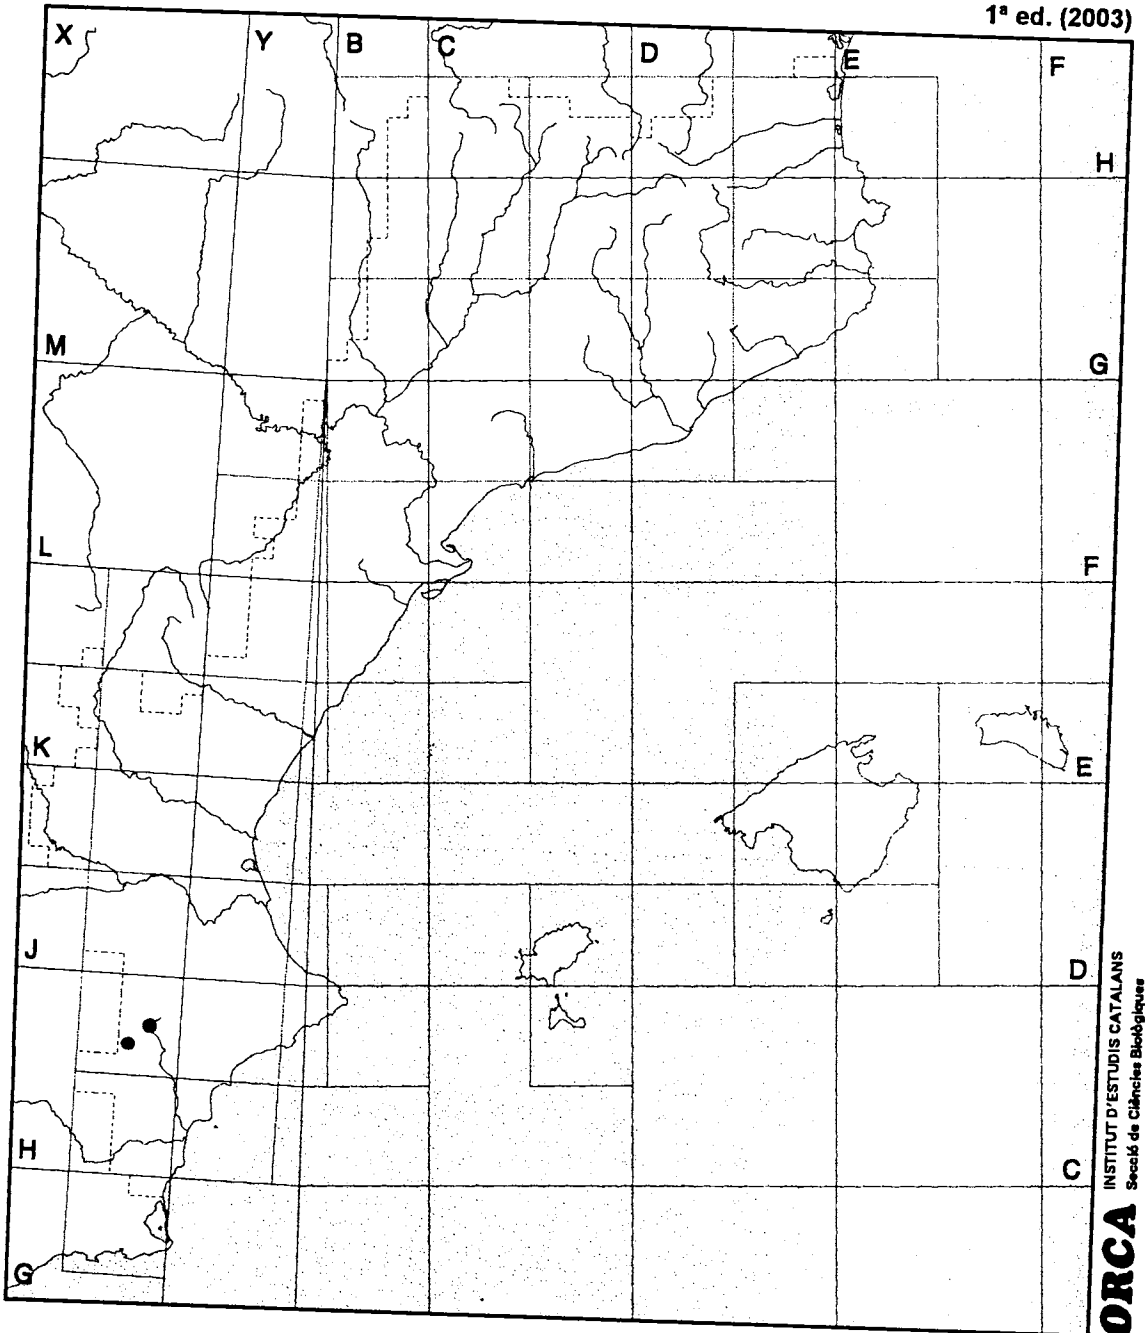 1ª ed. (2003)
X
Y
B
C
D
E
F
H
M
G
L
F
K
E
J
D
H
C
G
INSTITUT D'ESTUDIS CATALANS
Secció de Ciències Biològiques
ORCA